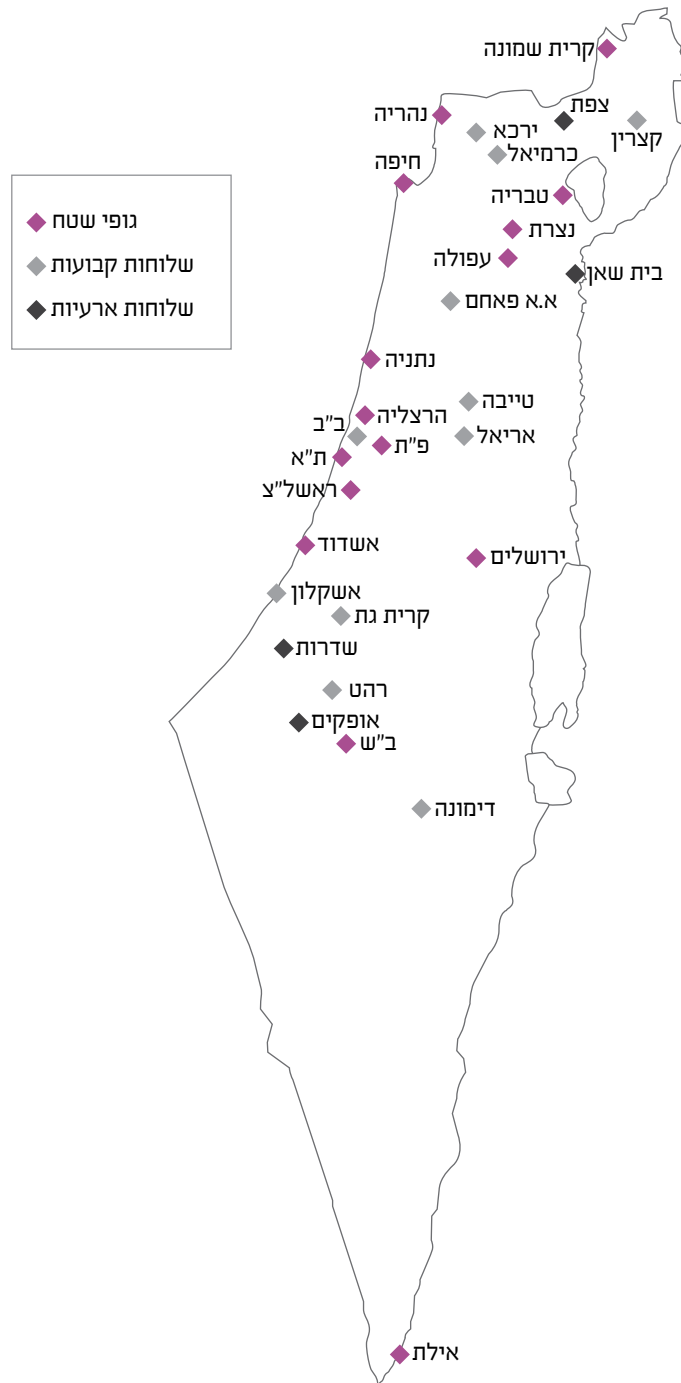 קרית שמונה
צפת
נהריה
ירכא
קצרין
כרמיאל
חיפה
טבריה
גופי שטח
נצרת
שלוחות קבועות
עפולה
שלוחות ארעיות
בית שאן
א.א פאחם
נתניה
טייבה
הרצליה
ב"ב
אריאל
פ"ת
ת"א
ראשל"צ
אשדוד
ירושלים
אשקלון
קרית גת
שדרות
רהט
אופקים
ב"ש
דימונה
אילת